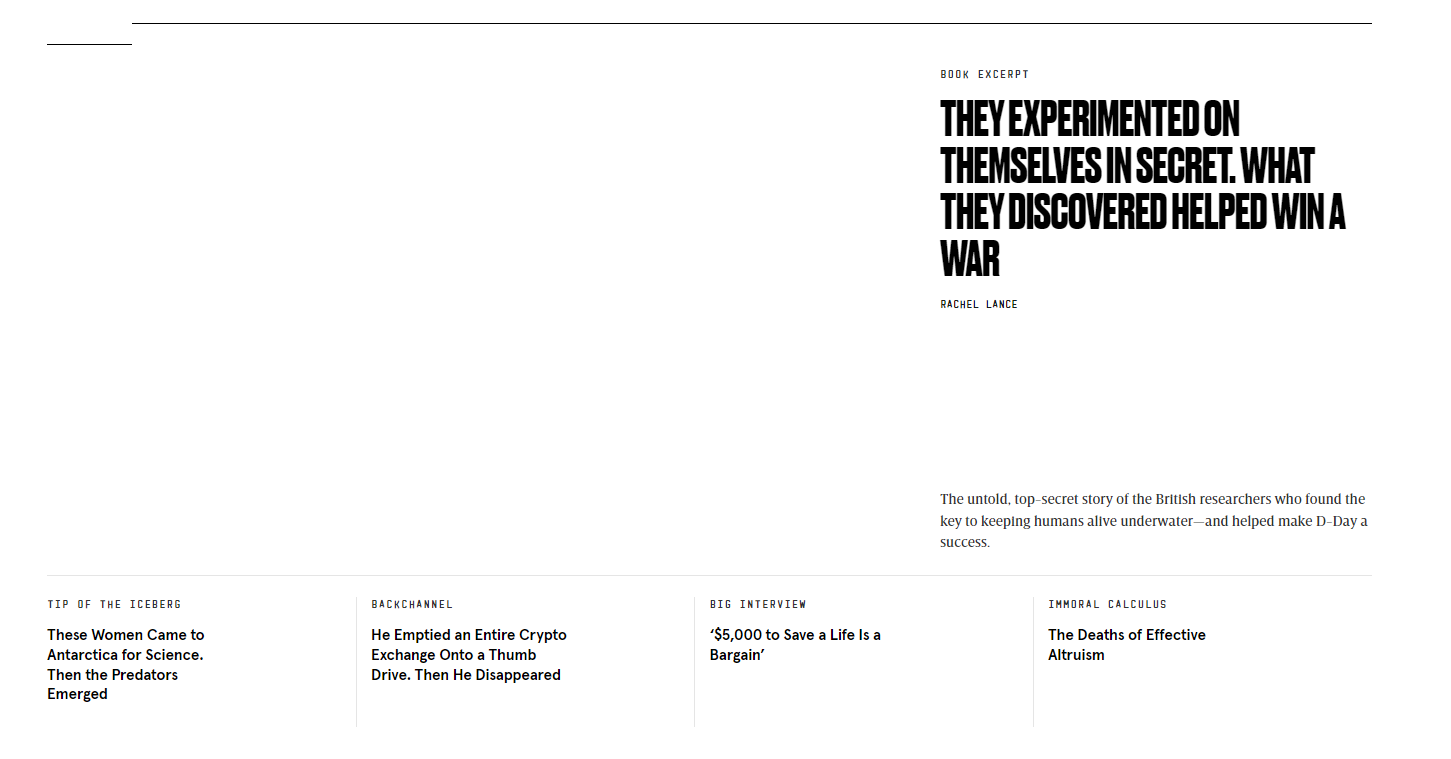 BOOK EXCERPT
THEY EXPERIMENTED ON
THEMSELVES IN SECRET. WHAT
THEY DISCOVERED HELPED WIN A
WAR
RACHEL LANCE
The untold, top-secret story of the British researchers who found the
key to keeping humans alive underwater—and helped make D-Day a
success.
TIP OF THE ICEBERG
These Women Came to
Antarctica for Science.
Then the Predators
Emerged
BACKCHANNEL
He Emptied an Entire Crypto
Exchange Onto a Thumb
Drive. Then He Disappeared
BIG INTERVIEW
‘$5,000 to Save a Life Is a
Bargain’
IMMORAL CALCULUS
The Deaths of Effective
Altruism